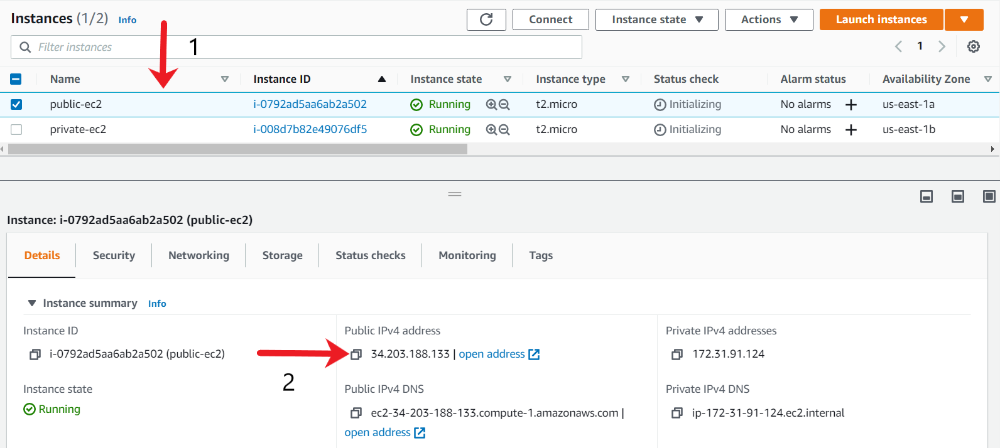 Instances (1/2) Info Connect Instance state Actions Launch instances
Filter instances 1 1
Name Instance ID Instance state Instance type Status check Alarm status Availability Zone
public-ec2 i-0792ad5aa6ab2a502 Running t2.micro Initializing No alarms + us-east-1a
private-ec2 i-008d7b82e49076df5 Running t2.micro Initializing No alarms + us-east-1b
Instance: i-0792ad5aa6ab2a502 (public-ec2)
Details Security Networking Storage Status checks Monitoring Tags
Instance summary Info
Instance ID Public IPv4 address Private IPv4 addresses
i-0792ad5aa6ab2a502 (public-ec2) 34.203.188.133 | open address 172.31.91.124
2
Instance state Public IPv4 DNS Private IPv4 DNS
Running ec2-34-203-188-133.compute-1.amazonaws.com | ip-172-31-91-124.ec2.internal
open address